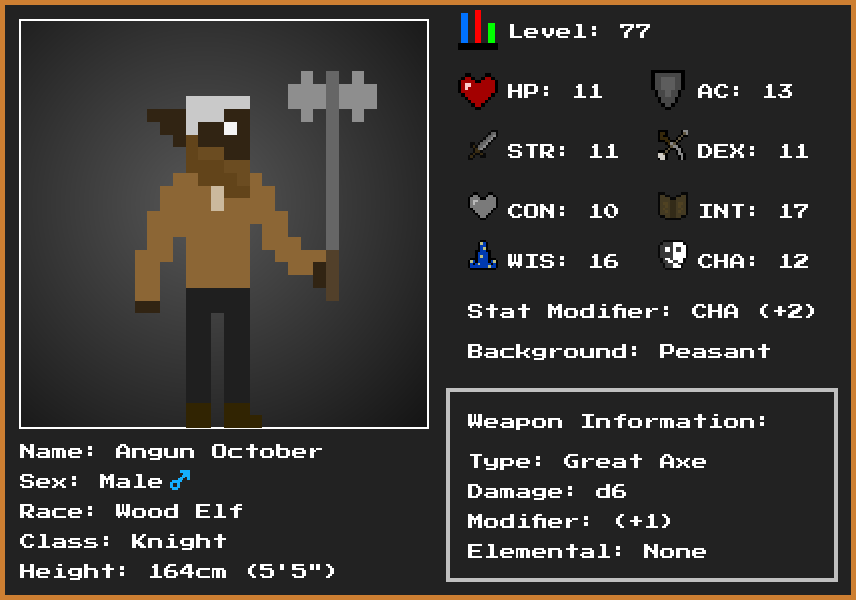 Level: 77
HP: 11 AC: 13
STR: 11 DEX: 11
CON: 10 INT: 17
WIS: 16 CHA: 12
Stat Modifier: CHA (+2)
Background: Peasant
Weapon Information:
Type: Great Axe
Damage: d6
Modifier: (+1)
Elemental: None
Name: Angun October
Sex: Male ♂
Race: Wood Elf
Class: Knight
Height: 164cm (5'5")